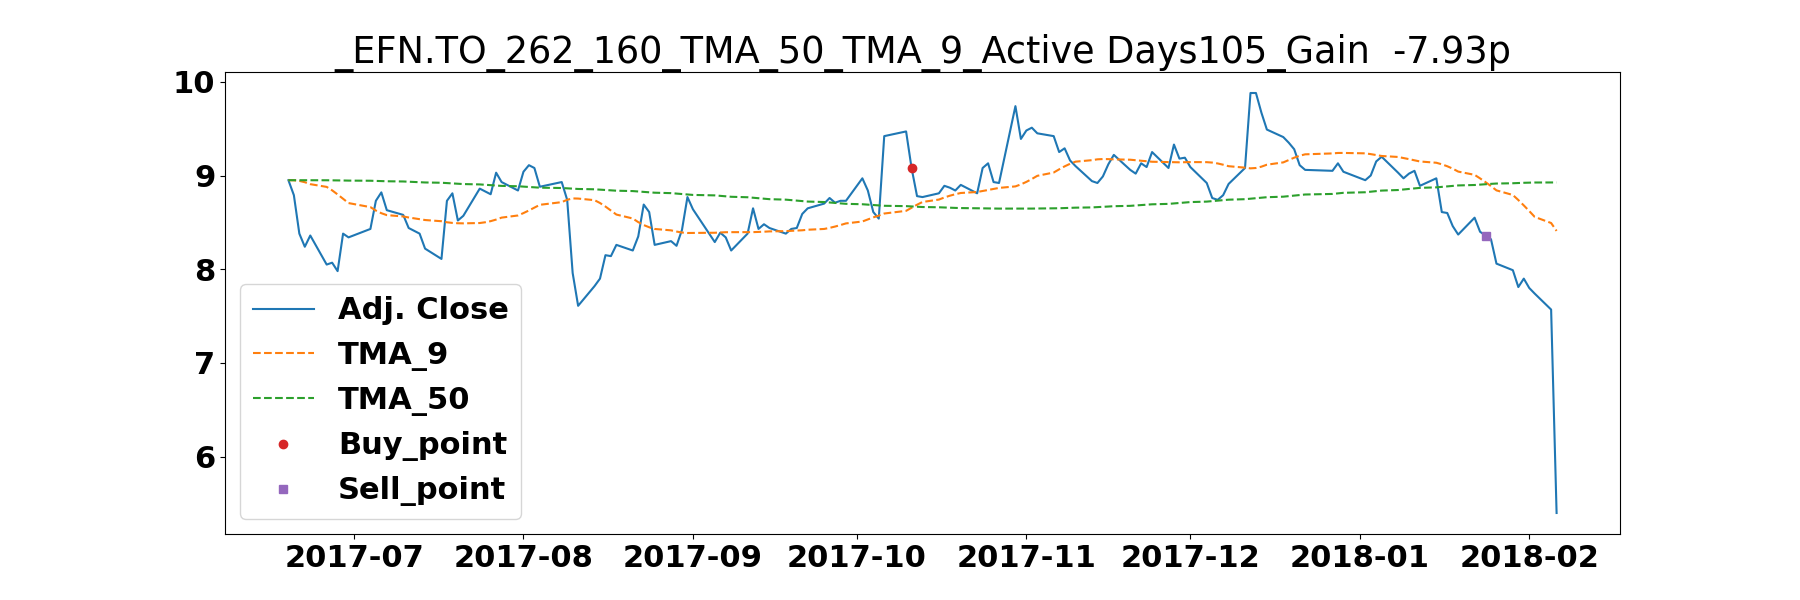 _EFN.TO_262_160_TMA_50_TMA_9_Active Days105_Gain  -7.93p
10
9
8
7
6
Adj. Close
TMA_9
TMA_50
Buy_point
Sell_point
2017-07 2017-08 2017-09 2017-10 2017-11 2017-12 2018-01 2018-02